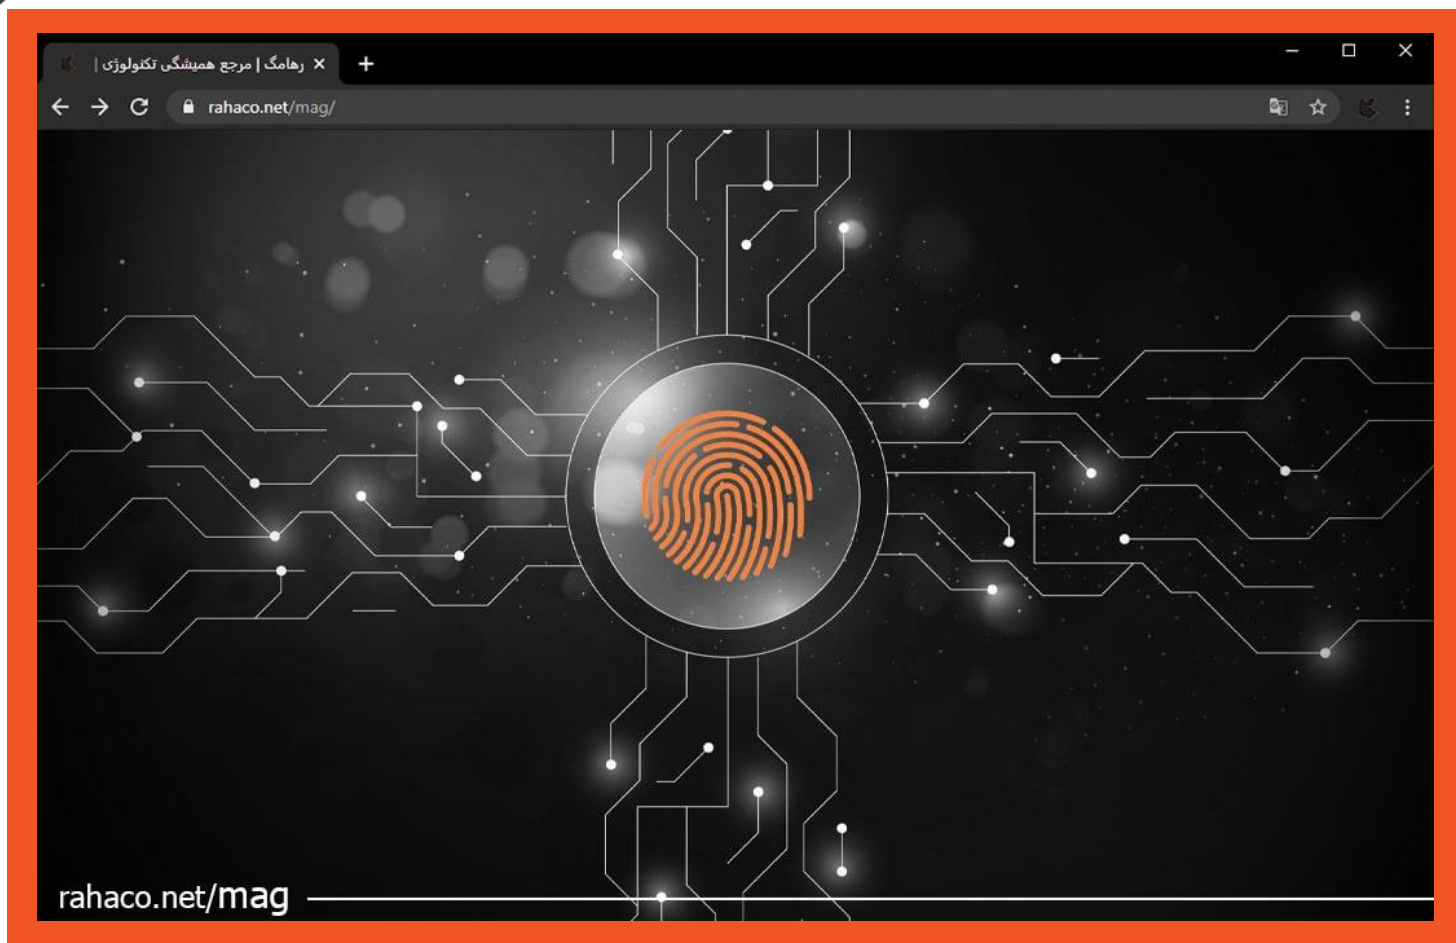 رهامگ | مرجع همیشگی تکنولوژی |
rahaco.net/mag/
rahaco.net/mag